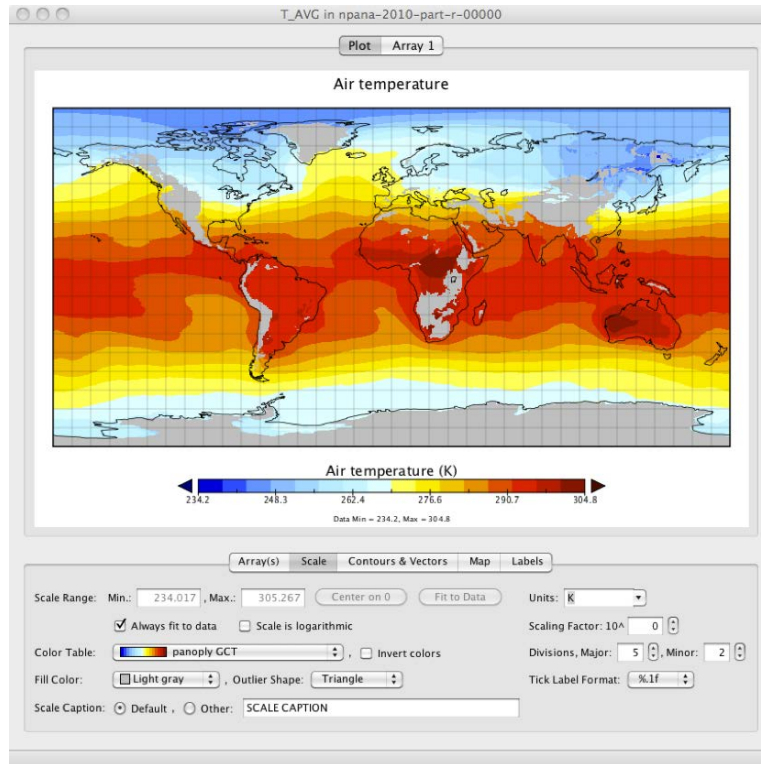 T_AVG in npana-2010-part-r-00000
Plot Array 1
Air temperature
Air temperature (K)
234.2 248.3 262.4 276.6 290.7 304.8
Data Min = 234.2, Max = 304.8
Array(s) Scale Contours & Vectors Map Labels
Scale Range: Min.: 234.017 , Max.: 305.267 Center on 0 Fit to Data Units: K
Always fit to data Scale is logarithmic Scaling Factor: 10^ 0
Color Table: panoply GCT , Invert colors Divisions, Major: 5 , Minor: 2
Fill Color: Light gray , Outlier Shape: Triangle Tick Label Format: %.1f
Scale Caption: Default , Other: SCALE CAPTION